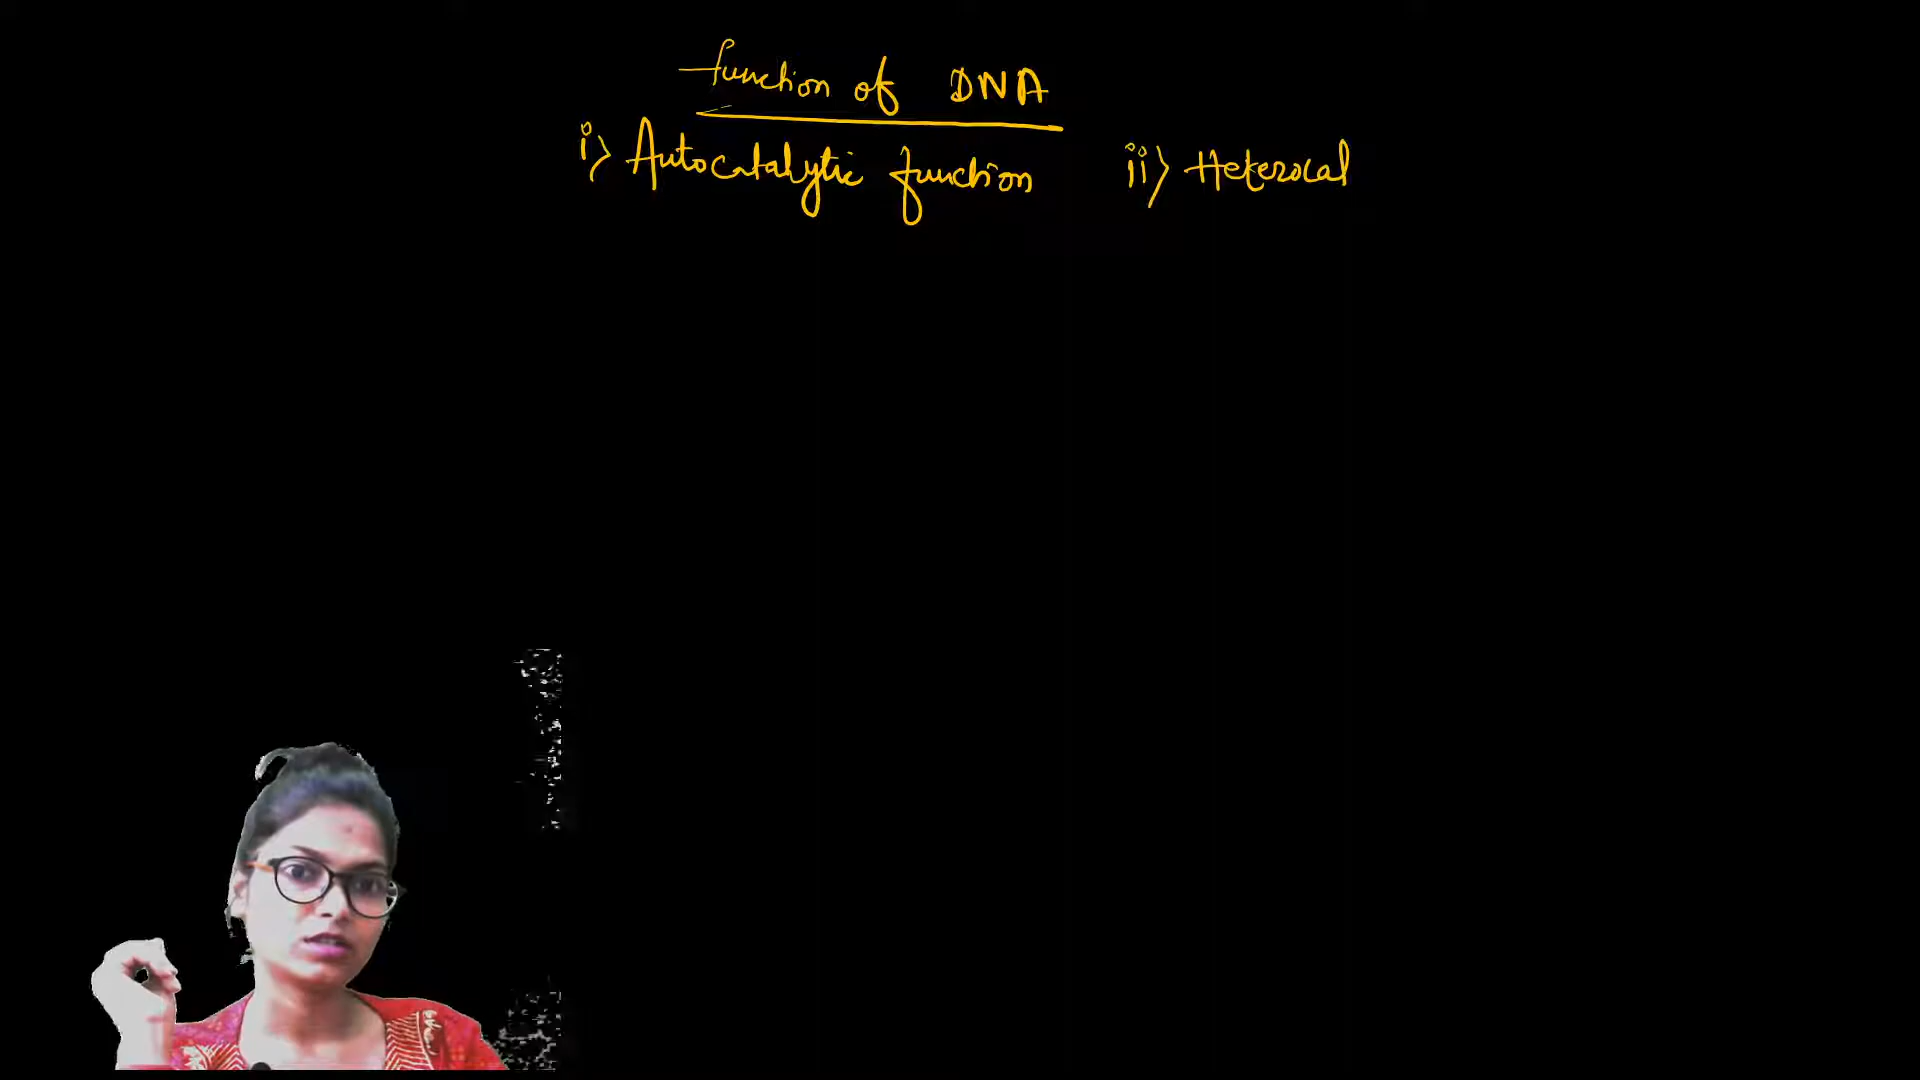 function of DNA
i> Autocatalytic function ii> Heterocal